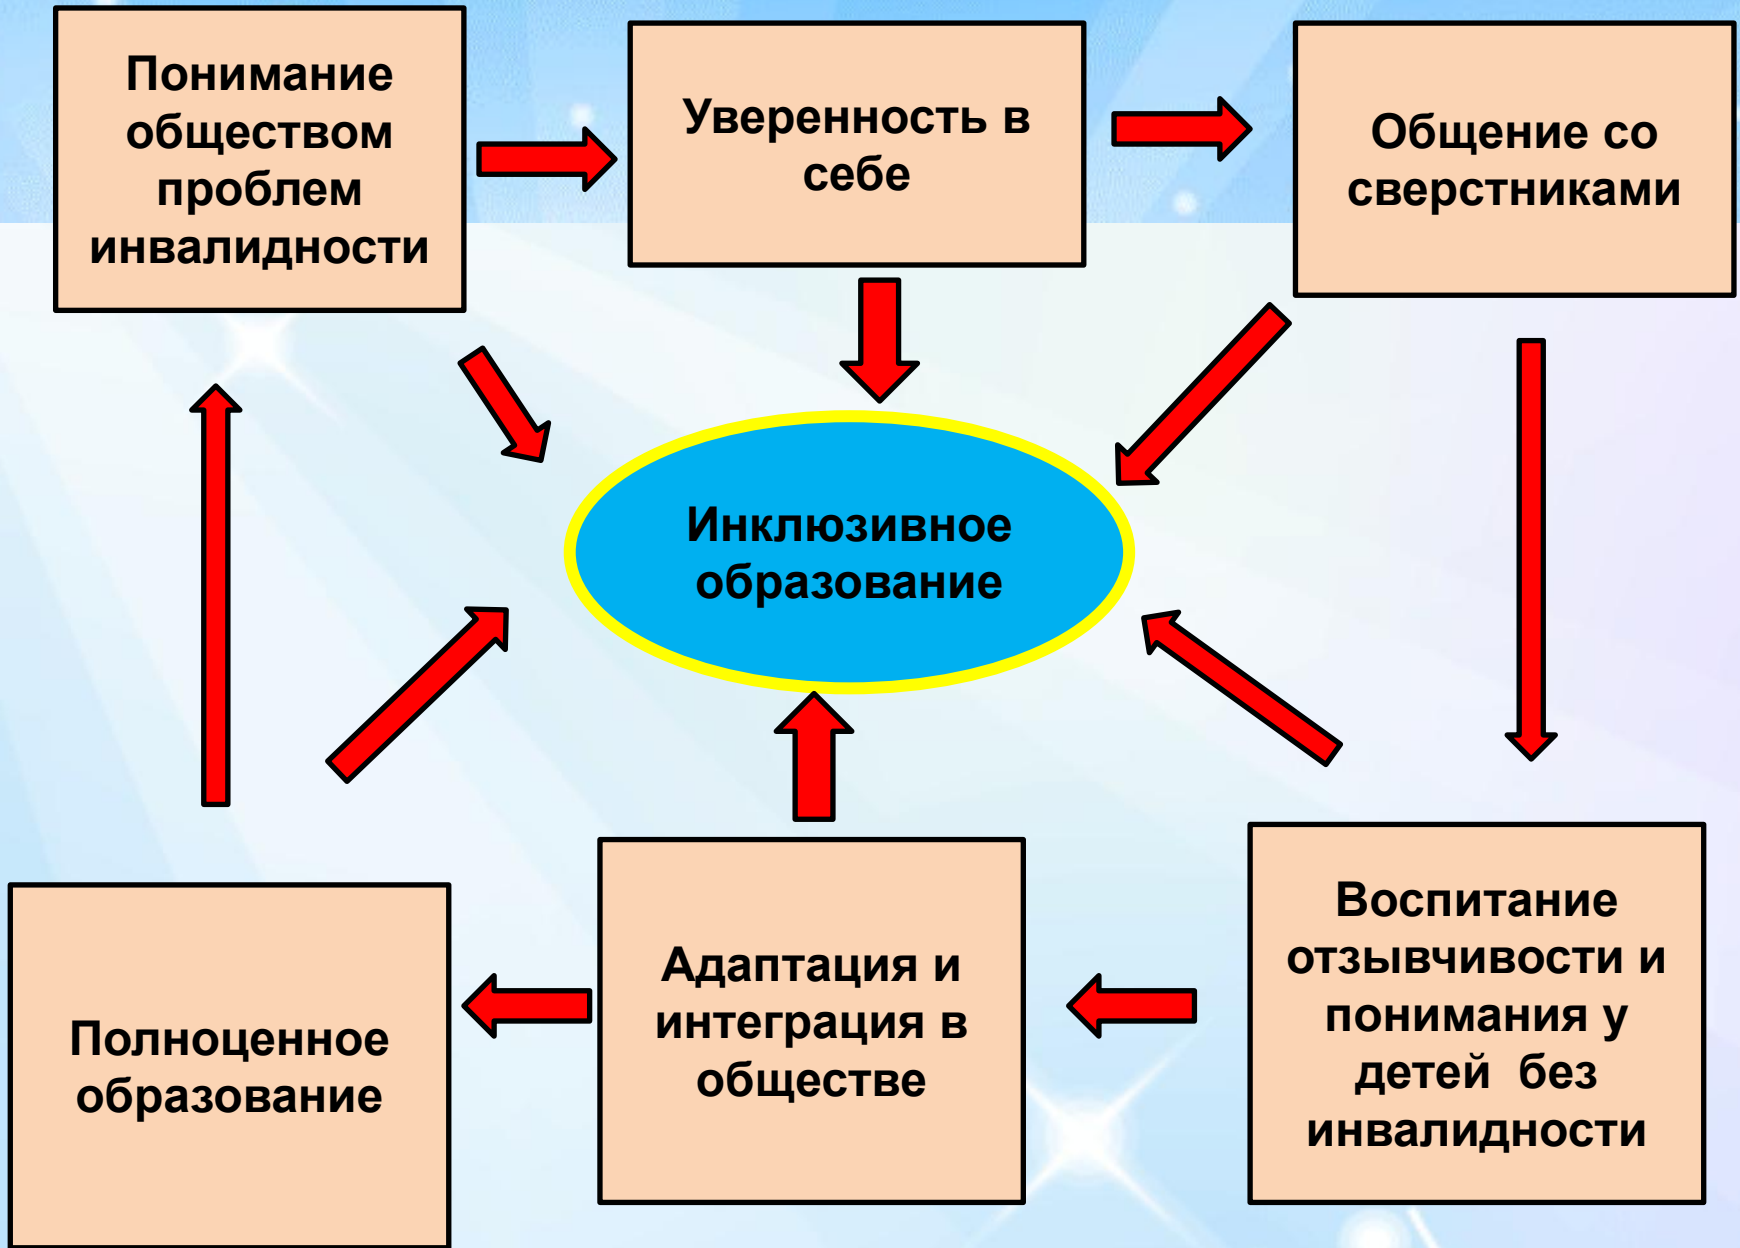 Понимание
обществом
проблем
инвалидности
Уверенность в
себе
Общение со
сверстниками
Инклюзивное
образование
Полноценное
образование
Адаптация и
интеграция в
обществе
Воспитание
отзывчивости и
понимания у
детей  без
инвалидности